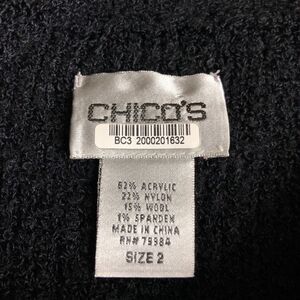 CHICO'S
BC3 2000201632
62% ACRYLIC
22% NYLON
15% WOOL
1% SPANDEX
MADE IN CHINA
RN# 79984
SIZE 2